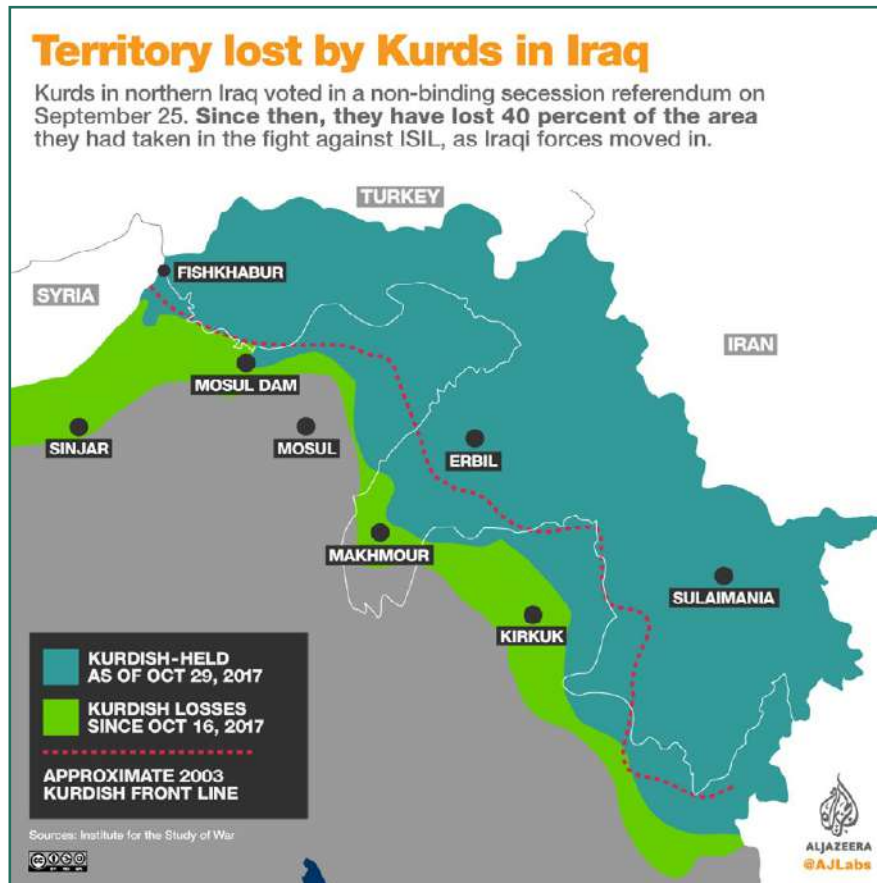 Territory lost by Kurds in Iraq
Kurds in northern Iraq voted in a non-binding secession referendum on
September 25. Since then, they have lost 40 percent of the area
they had taken in the fight against ISIL, as Iraqi forces moved in.
TURKEY
FISHKHABUR
SYRIA
IRAN
MOSUL DAM
SINJAR
MOSUL
ERBIL
MAKHMOUR
SULAIMANIA
KIRKUK
KURDISH-HELD
AS OF OCT 29, 2017
KURDISH LOSSES
SINCE OCT 16, 2017
APPROXIMATE 2003
KURDISH FRONT LINE
Sources: Institute for the Study of War
ALJAZEERA
@AJLabs